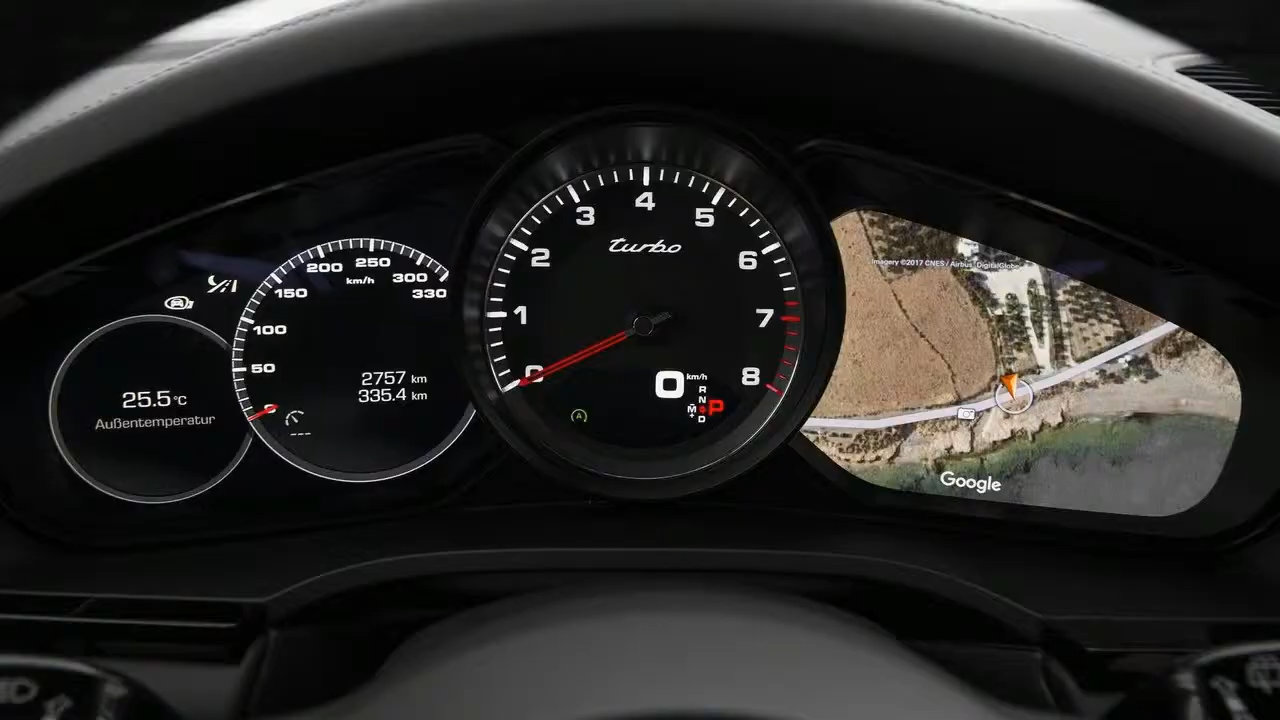 25.5 °C
Außentemperatur
50
100
150
200
250
300
330
km/h
2757 km
335.4 km
---
0
1
2
3
4
5
6
7
8
turbo
0 km/h
R
N
D
M
+
P
A
Imagery ©2017 CNES / Airbus, DigitalGlobe
Google